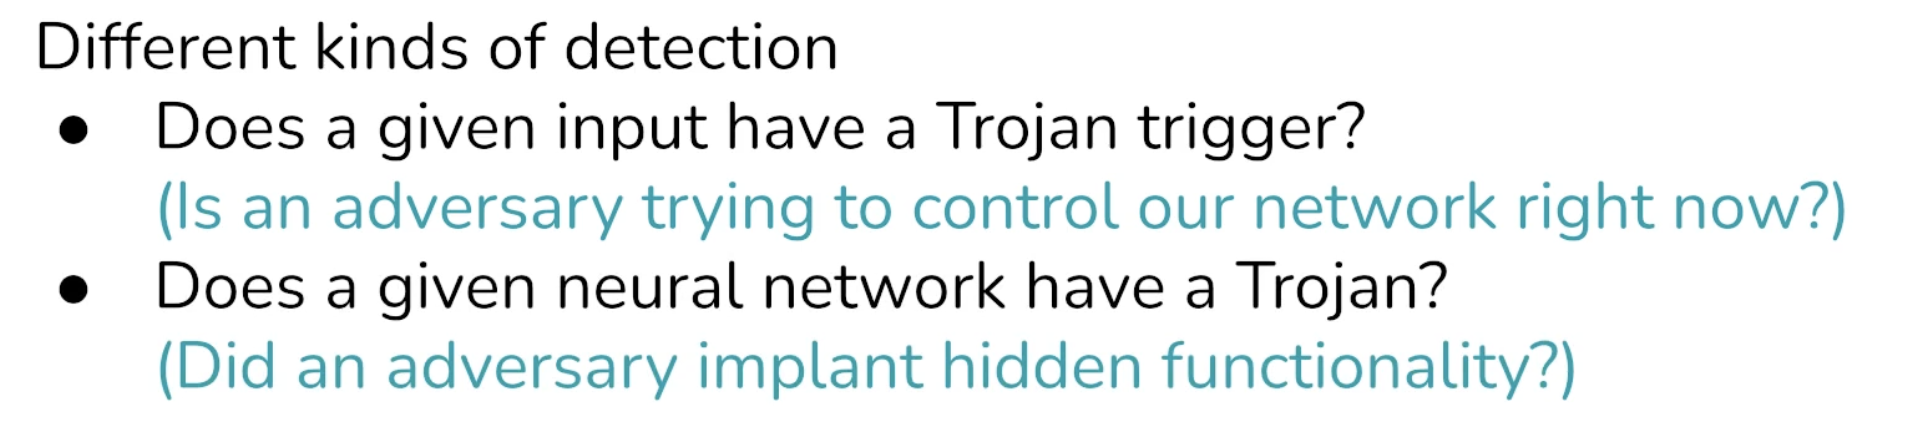 Different kinds of detection
● Does a given input have a Trojan trigger?
(Is an adversary trying to control our network right now?)
● Does a given neural network have a Trojan?
(Did an adversary implant hidden functionality?)